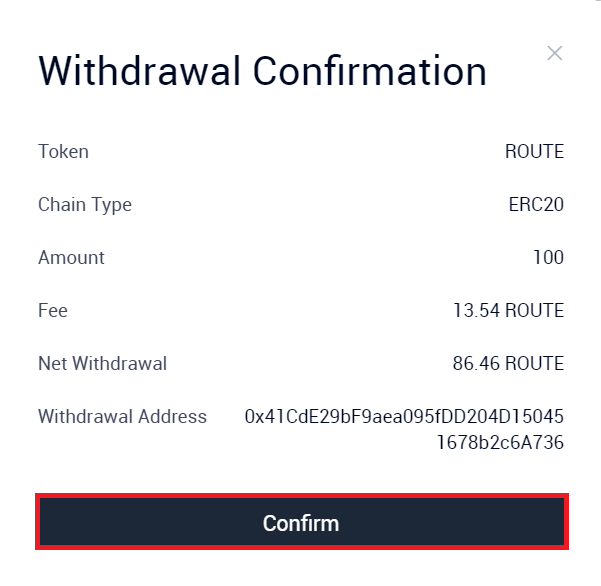 Withdrawal Confirmation
Token ROUTE
Chain Type ERC20
Amount 100
Fee 13.54 ROUTE
Net Withdrawal 86.46 ROUTE
Withdrawal Address 0x41CdE29bF9aea095fDD204D15045
1678b2c6A736
Confirm